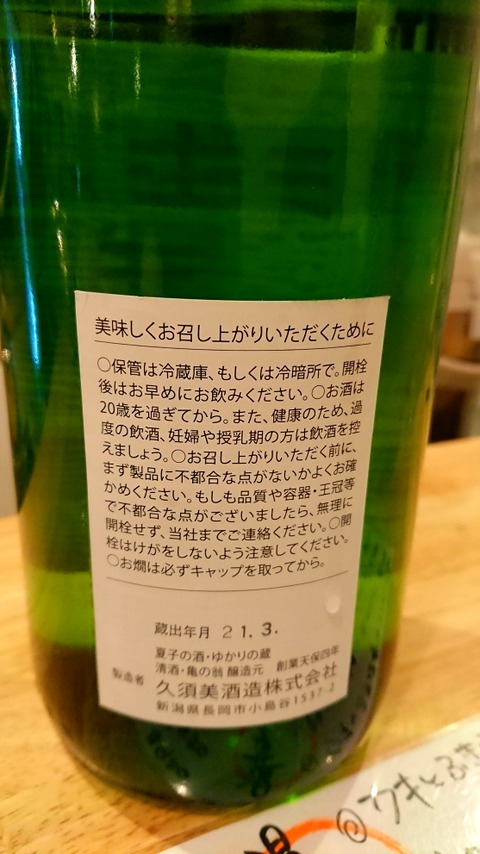 美味しくお召し上がりいただくために
〇保管は冷蔵庫、もしくは冷暗所で。開栓
後はお早めにお飲みください。〇お酒は
20歳を過ぎてから。また、健康のため、過
度の飲酒、妊婦や授乳期の方は飲酒を控
えましょう。〇お召し上がりいただく前に、
まず製品に不都合な点がないかよくお確
かめください。もしも品質や容器・王冠等
で不都合な点がございましたら、無理に
開栓せず、当社までご連絡ください。〇開
栓はけがをしないよう注意してください。
〇お燗は必ずキャップを取ってから。
蔵出年月 21.3.
夏子の酒・ゆかりの蔵
清酒・亀の翁 醸造元 創業天保四年
製造者 久須美酒造株式会社
新潟県長岡市小島谷1537-2